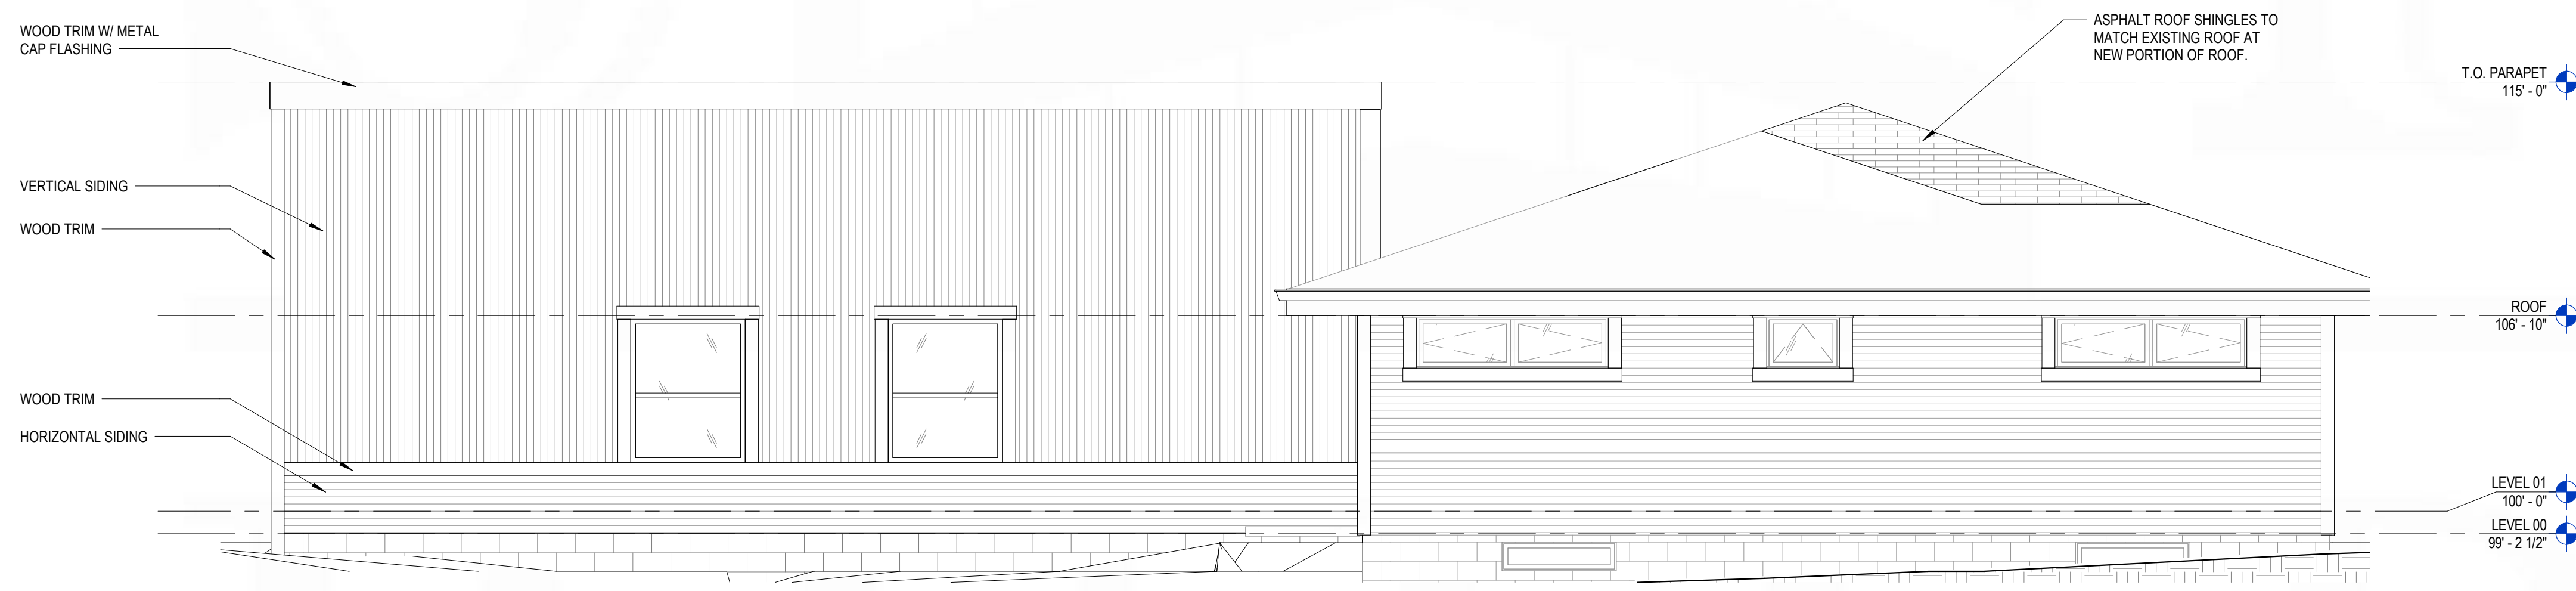 WOOD TRIM W/ METAL
CAP FLASHING
VERTICAL SIDING
WOOD TRIM
WOOD TRIM
HORIZONTAL SIDING
ASPHALT ROOF SHINGLES TO
MATCH EXISTING ROOF AT
NEW PORTION OF ROOF.
T.O. PARAPET
115' - 0"
ROOF
106' - 10"
LEVEL 01
100' - 0"
LEVEL 00
99' - 2 1/2"